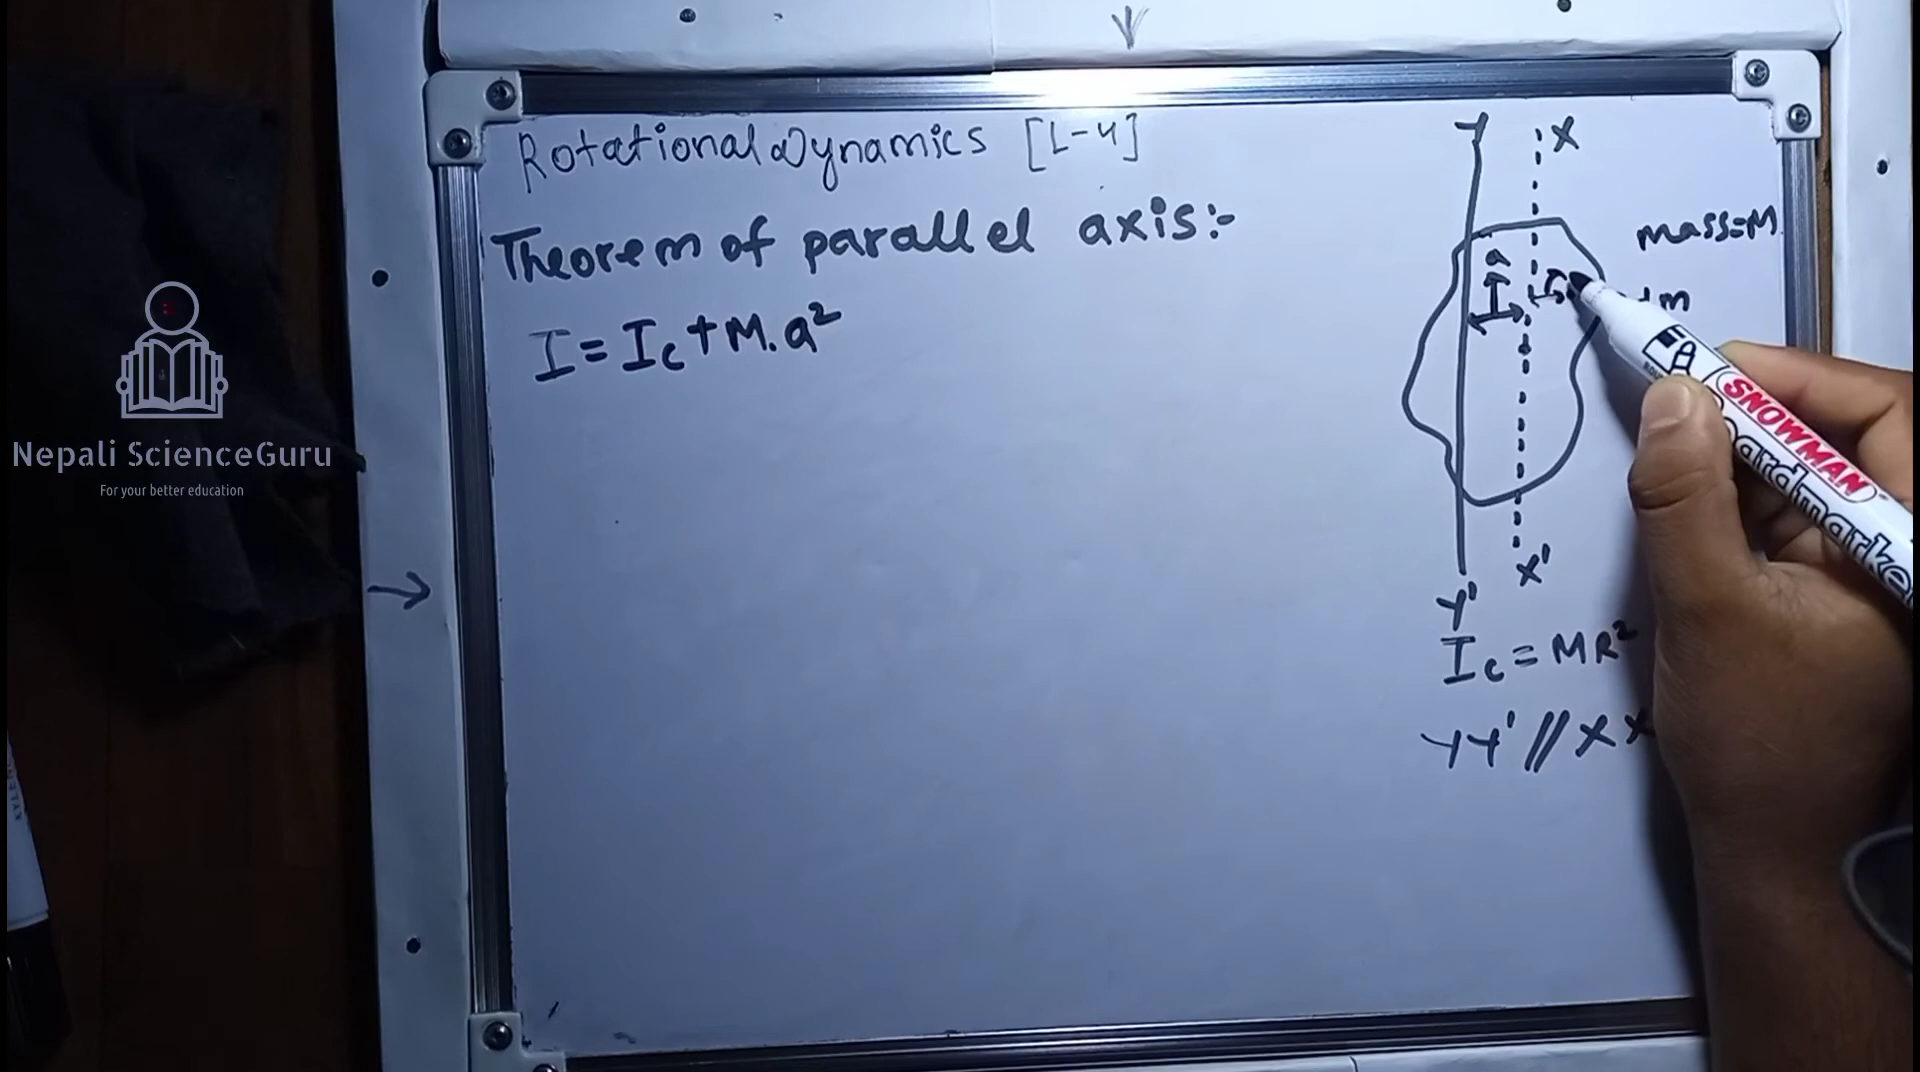 Rotational Dynamics [L-4]
Theorem of parallel axis:-
I = Ic + M.a²
Y
X
mass=M
a
r
m
X'
Y'
Ic = MR²
YY' // XX
Nepali ScienceGuru
For your better education
SNOWMAN